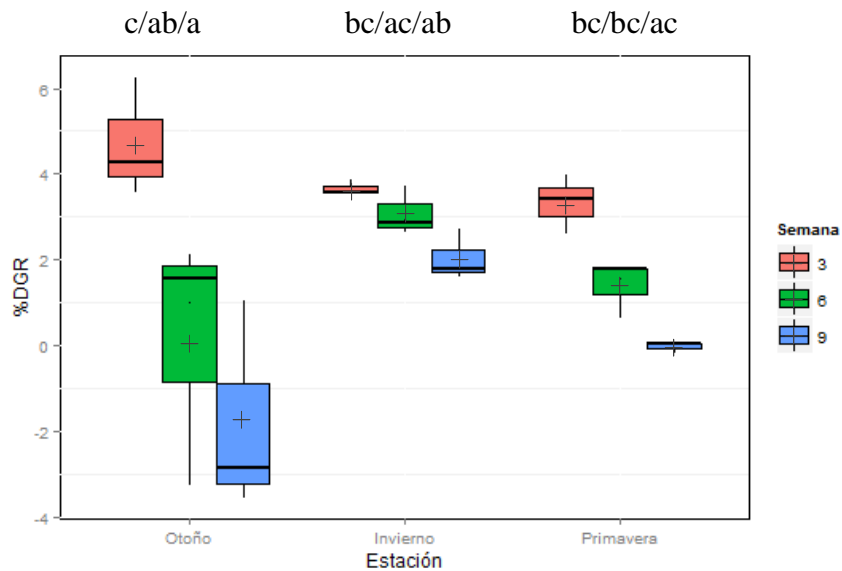 c/ab/a bc/ac/ab bc/bc/ac
6
4
2
0
-2
-4
%DGR
Otoño Invierno Primavera
Estación
Semana
3
6
9